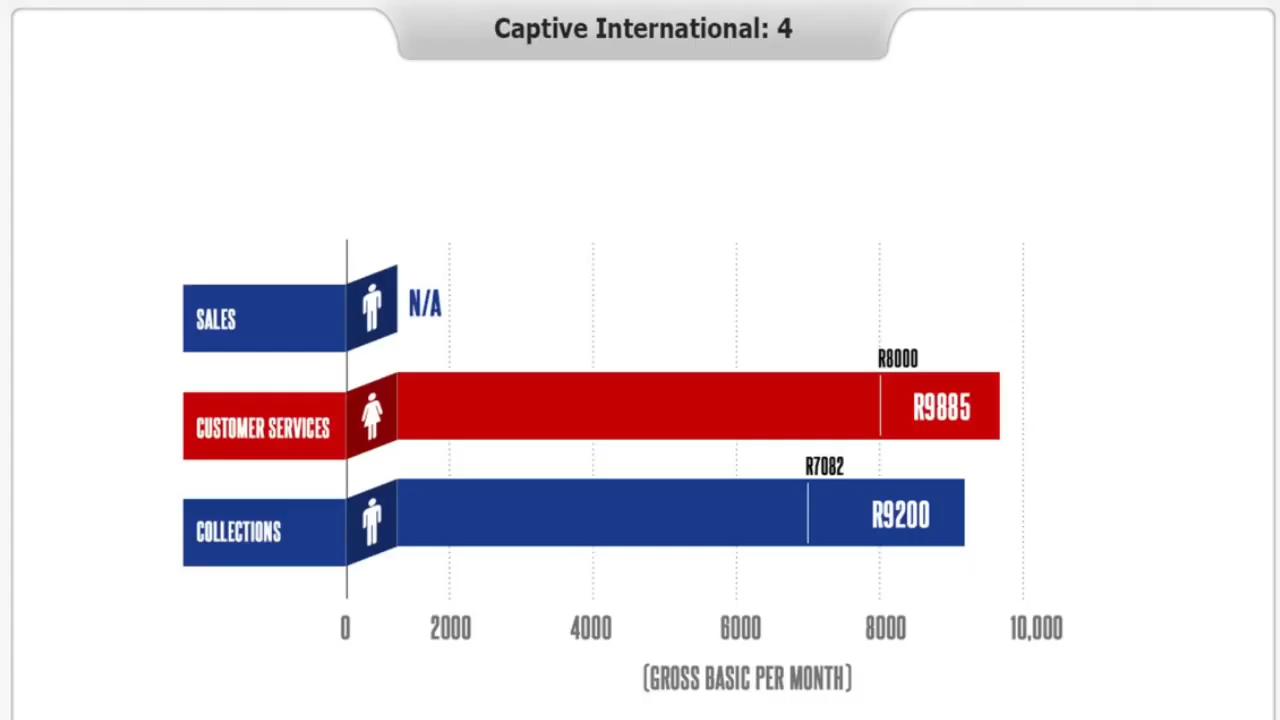 Captive International: 4
SALES
N/A
R8000
CUSTOMER SERVICES
R9885
R7082
COLLECTIONS
R9200
0 2000 4000 6000 8000 10,000
(GROSS BASIC PER MONTH)